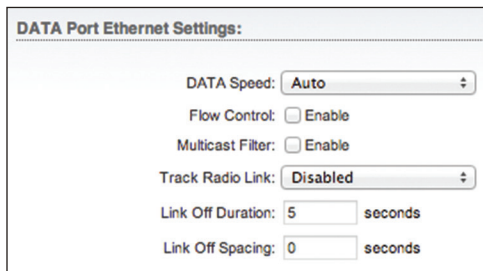 DATA Port Ethernet Settings:
DATA Speed: Auto
Flow Control: Enable
Multicast Filter: Enable
Track Radio Link: Disabled
Link Off Duration: 5 seconds
Link Off Spacing: 0 seconds